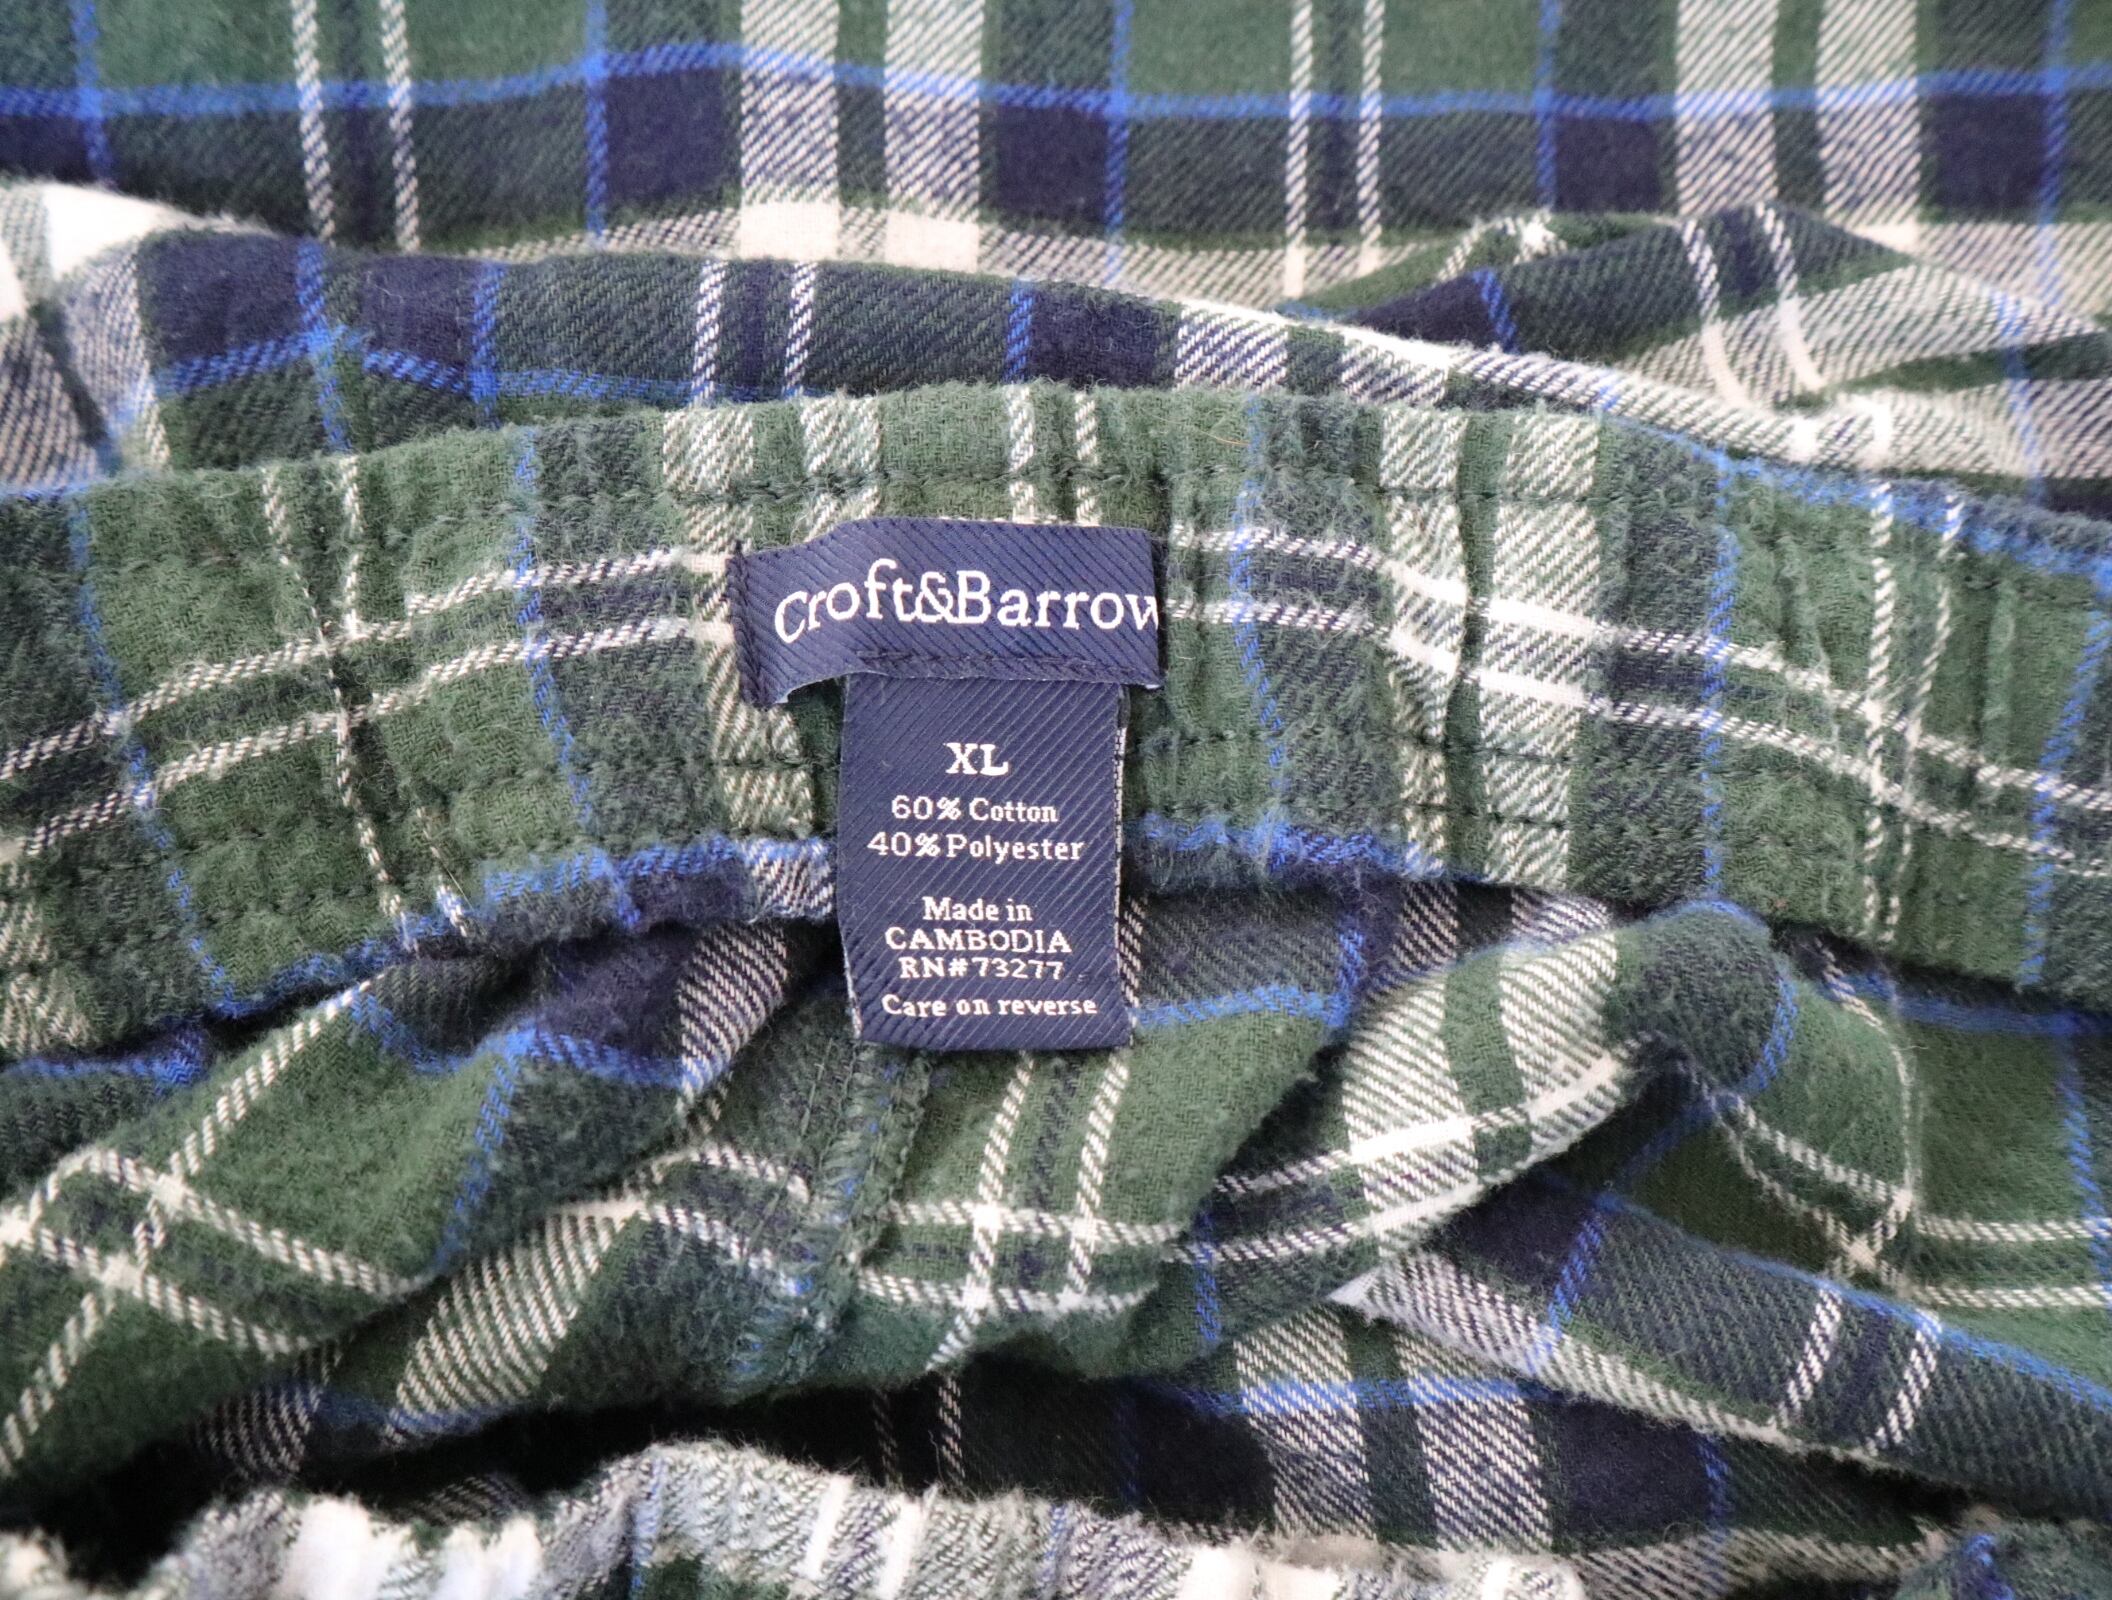 Croft&Barrow
XL
60% Cotton
40% Polyester
Made in
CAMBODIA
RN#73277
Care on reverse